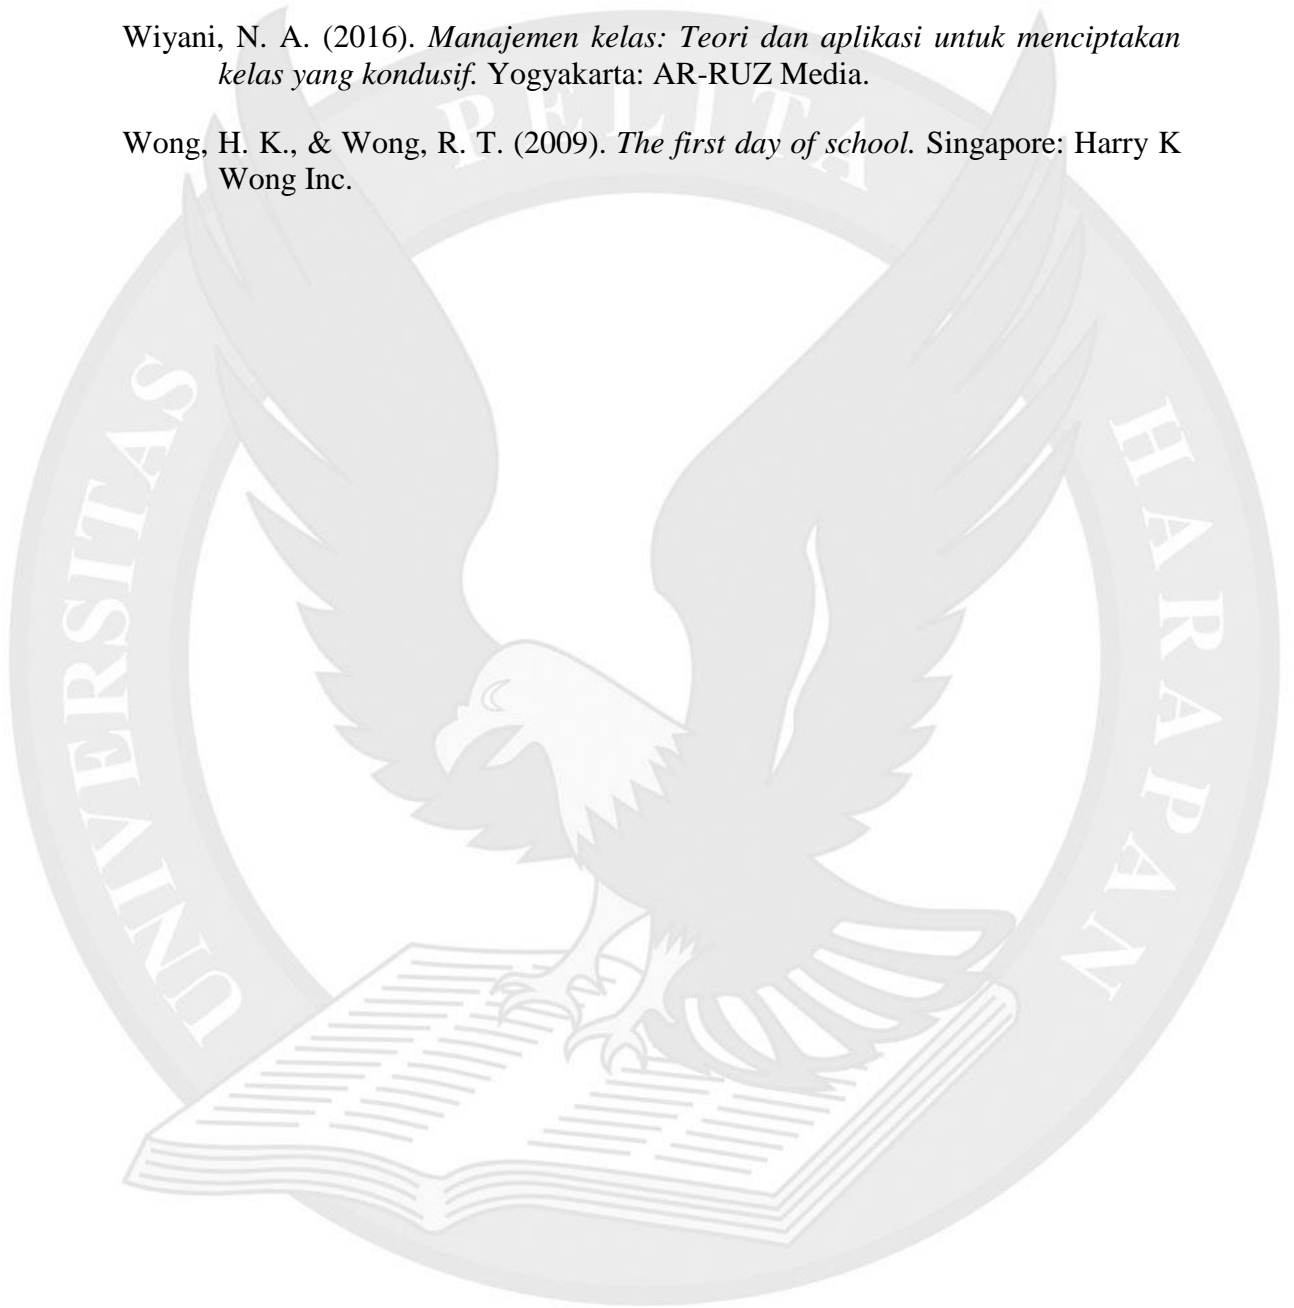 Wiyani, N. A. (2016). Manajemen kelas: Teori dan aplikasi untuk menciptakan
kelas yang kondusif. Yogyakarta: AR-RUZ Media.
Wong, H. K., & Wong, R. T. (2009). The first day of school. Singapore: Harry K
Wong Inc.
UNIVERSITAS PELITA HARAPAN